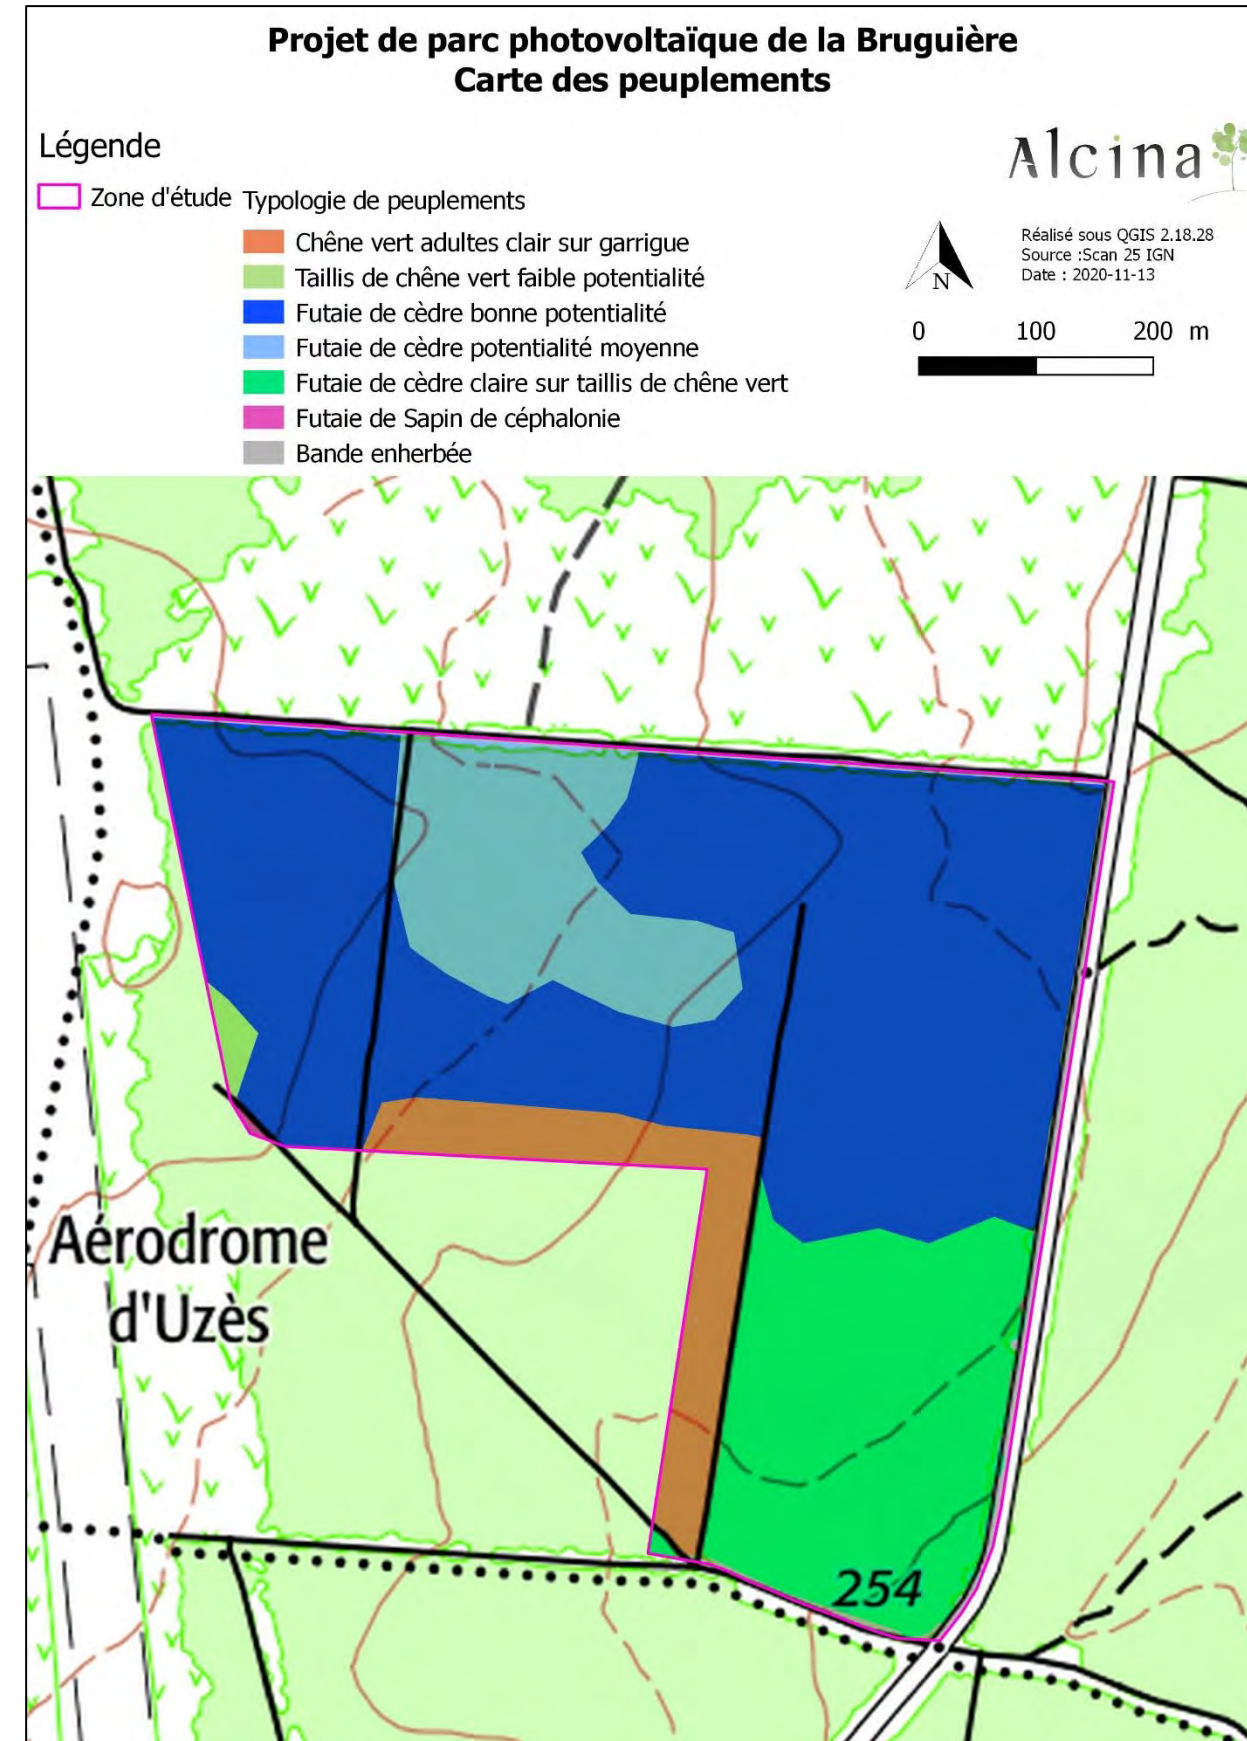 Projet de parc photovoltaïque de la Bruguière
Carte des peuplements
Légende
Alcina
Zone d'étude
Typologie de peuplements
Chêne vert adultes clair sur garrigue
Taillis de chêne vert faible potentialité
Futaie de cèdre bonne potentialité
Futaie de cèdre potentialité moyenne
Futaie de cèdre claire sur taillis de chêne vert
Futaie de Sapin de céphalonie
Bande enherbée
Réalisé sous QGIS 2.18.28
Source :Scan 25 IGN
Date : 2020-11-13
N
0 100 200 m
Aérodrome
d'Uzès
254